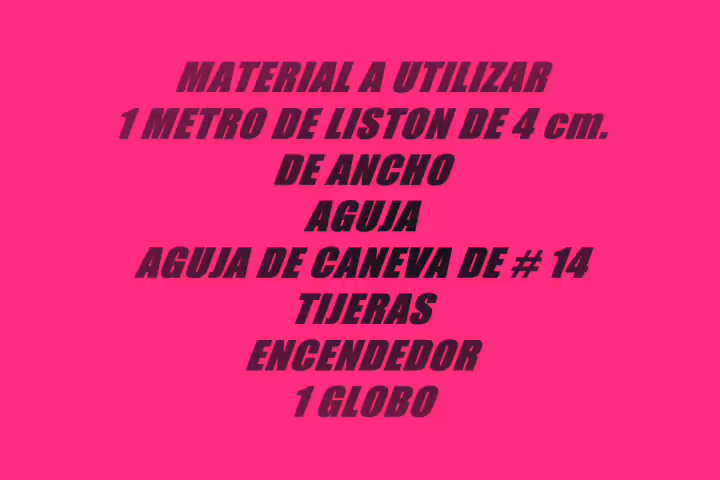 MATERIAL A UTILIZAR
1 METRO DE LISTON DE 4 cm.
DE ANCHO
AGUJA
AGUJA DE CANEVA DE # 14
TIJERAS
ENCENDEDOR
1 GLOBO